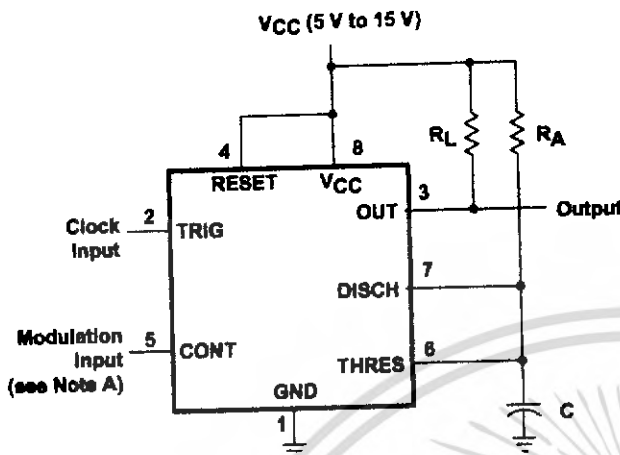 VCC (5 V to 15 V)
4
8
RL
RA
RESET
VCC
3
OUT
Output
Clock
Input
2
TRIG
7
DISCH
Modulation
Input
(see Note A)
5
CONT
6
THRES
GND
1
C